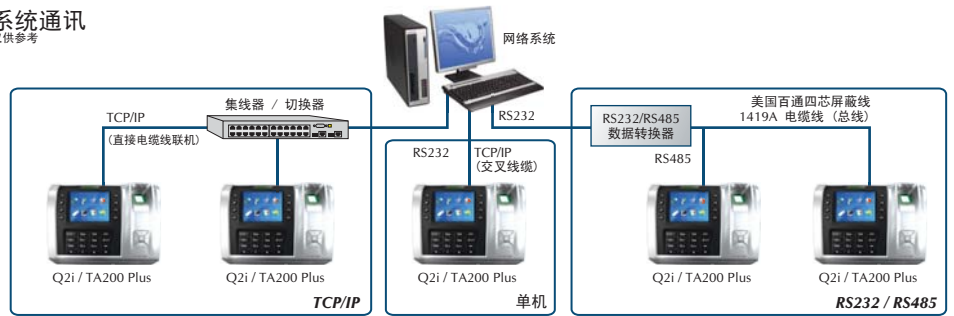 系统通讯
供参考
网络系统
TCP/IP
(直接电缆线联机)
集线器 / 切换器
RS232
TCP/IP
(交叉线缆)
RS232
RS232/RS485
数据转换器
RS485
美国百通四芯屏蔽线
1419A 电缆线 (总线)
Q2i / TA200 Plus
Q2i / TA200 Plus
TCP/IP
Q2i / TA200 Plus
单机
Q2i / TA200 Plus
Q2i / TA200 Plus
RS232 / RS485